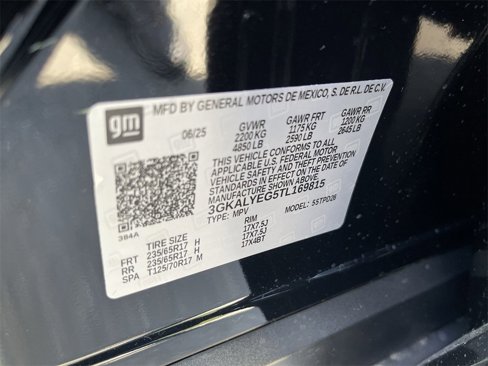 MFD BY GENERAL MOTORS DE MEXICO, S. DE R.L. DE C.V.
gm
06/25 GVWR GAWR FRT GAWR RR
2200 KG 1175 KG 1200 KG
4850 LB 2590 LB 2645 LB
THIS VEHICLE CONFORMS TO ALL
APPLICABLE U.S. FEDERAL MOTOR
VEHICLE SAFETY, BUMPER, AND THEFT
PREVENTION STANDARDS IN EFFECT ON
THE DATE OF MANUFACTURE SHOWN ABOVE.
3GKALYEG5TL169815
TYPE: MPV MODEL: 55TPD26
384A
TIRE SIZE RIM
FRT 235/65R17 H 17X7.5J
RR 235/65R17 H 17X7.5J
SPA T125/70R17 M 17X4BT